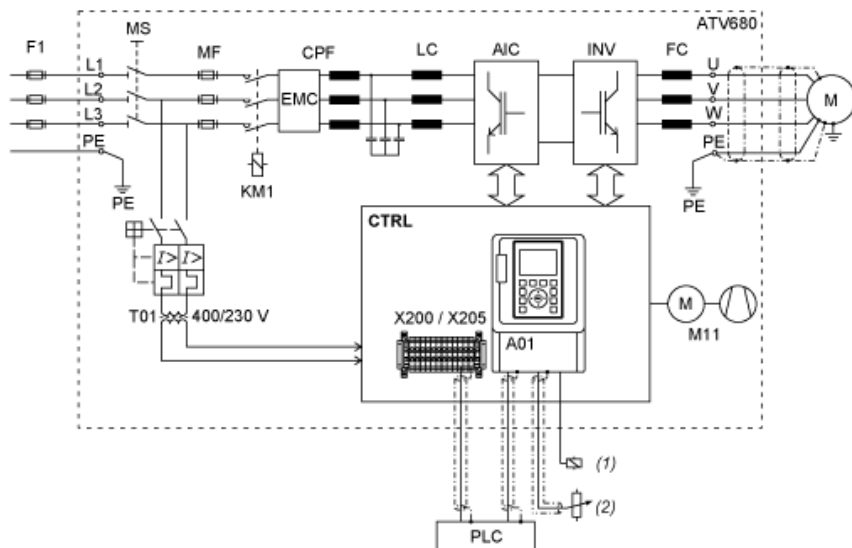 ATV680
F1
MS
MF
CPF
LC
AIC
INV
FC
L1
L2
L3
PE
EMC
U
V
W
PE
M
PE
KM1
PE
CTRL
I>
I>
T01
400/230 V
X200 / X205
A01
M
M11
(1)
(2)
PLC